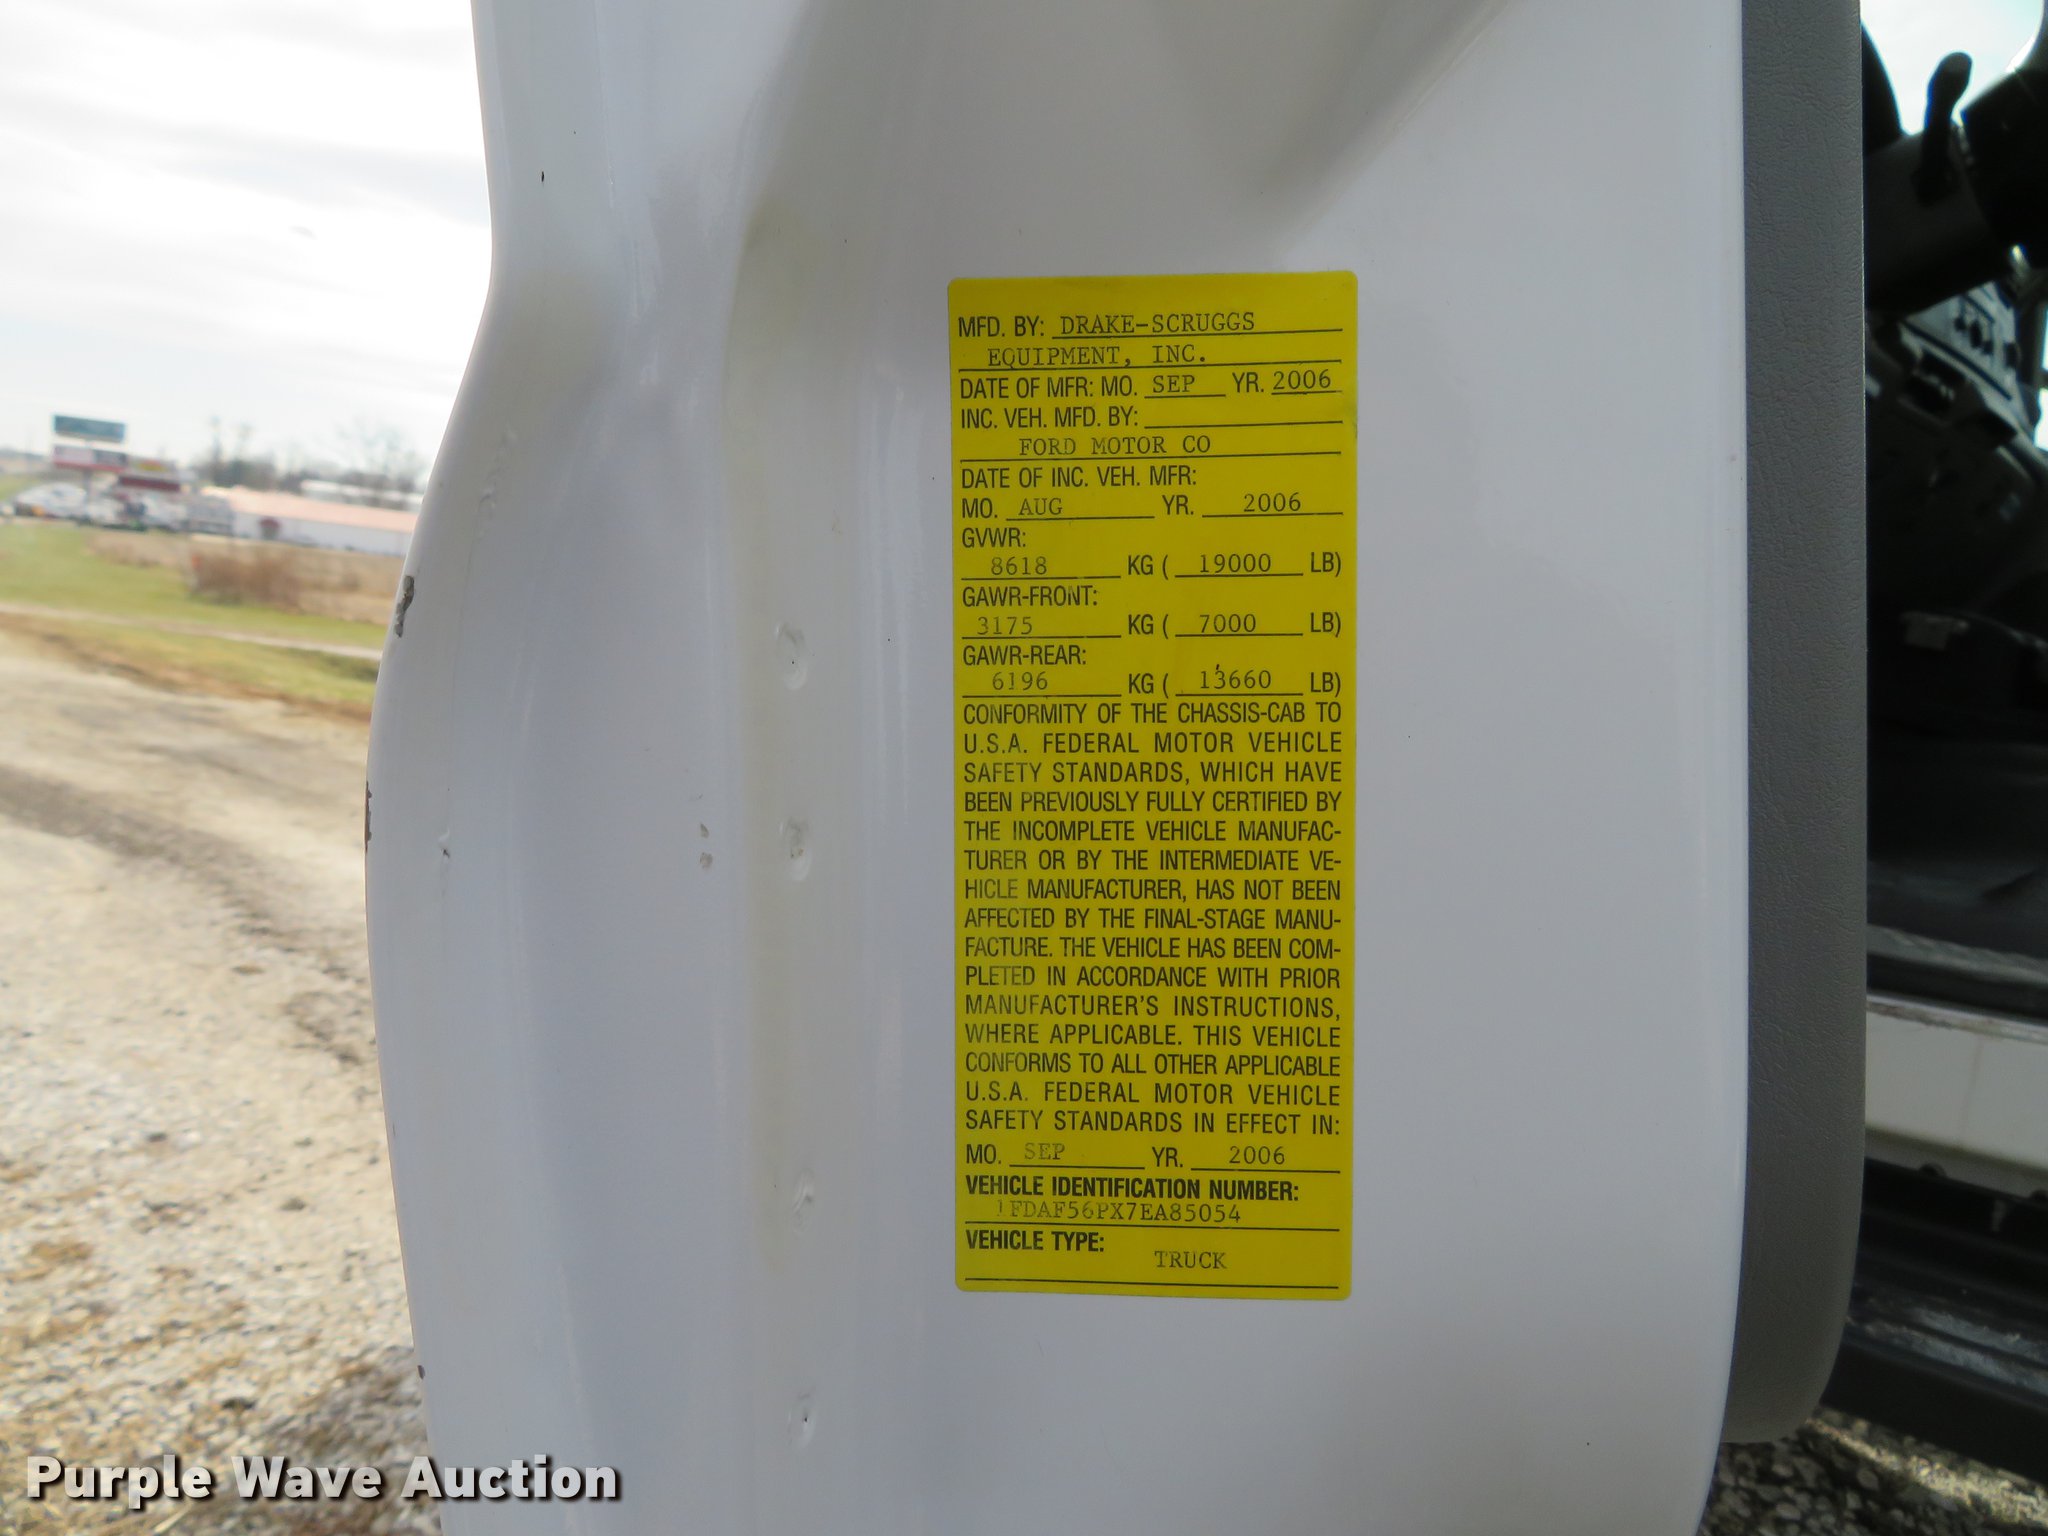 MFD. BY: DRAKE-SCRUGGS
EQUIPMENT, INC.
DATE OF MFR: MO. SEP YR. 2006
INC. VEH. MFD. BY:
FORD MOTOR CO
DATE OF INC. VEH. MFR:
MO. AUG YR. 2006
GVWR:
8618 KG ( 19000 LB)
GAWR-FRONT:
3175 KG ( 7000 LB)
GAWR-REAR:
6196 KG ( 13660 LB)
CONFORMITY OF THE CHASSIS-CAB TO
U.S.A. FEDERAL MOTOR VEHICLE
SAFETY STANDARDS, WHICH HAVE
BEEN PREVIOUSLY FULLY CERTIFIED BY
THE INCOMPLETE VEHICLE MANUFAC-
TURER OR BY THE INTERMEDIATE VE-
HICLE MANUFACTURER, HAS NOT BEEN
AFFECTED BY THE FINAL-STAGE MANU-
FACTURE. THE VEHICLE HAS BEEN COM-
PLETED IN ACCORDANCE WITH PRIOR
MANUFACTURER'S INSTRUCTIONS,
WHERE APPLICABLE. THIS VEHICLE
CONFORMS TO ALL OTHER APPLICABLE
U.S.A. FEDERAL MOTOR VEHICLE
SAFETY STANDARDS IN EFFECT IN:
MO. SEP YR. 2006
VEHICLE IDENTIFICATION NUMBER:
1FDAF56PX7EA85054
VEHICLE TYPE:
TRUCK
Purple Wave Auction